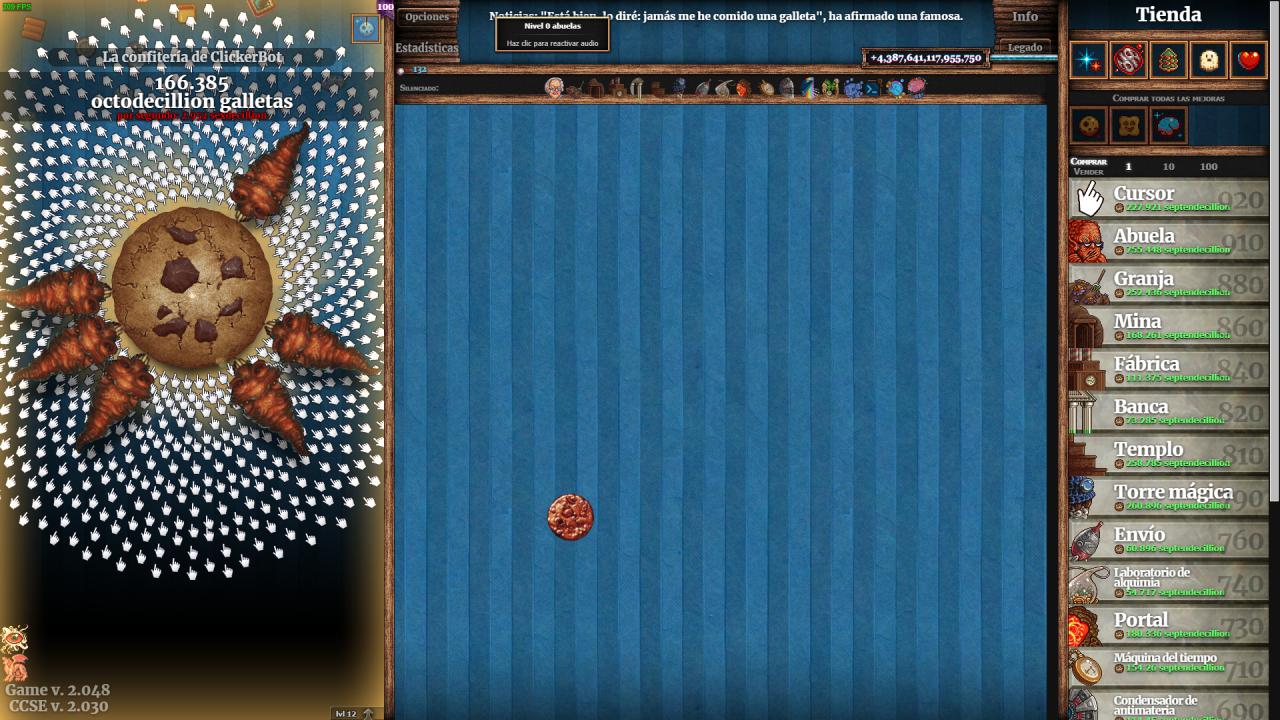 209 FPS
100
Opciones
Noticias: "Está bien, lo diré: jamás me he comido una galleta", ha afirmado una famosa.
Nivel 0 abuelas
Haz clic para reactivar audio
Info
Estadísticas
Legado
+4,387,641,117,955,750
132
Silenciado:
La confitería de ClickerBot
166.385
octodecillion galletas
Game v. 2.048
CCSE v. 2.030
lvl 12
Tienda
Comprar todas las mejoras
Comprar
Vender
1
10
100
Cursor
920
227.921 septendecillion
Abuela
910
755.448 septendecillion
Granja
880
252.436 septendecillion
Mina
860
168.261 septendecillion
Fábrica
840
111.375 septendecillion
Banca
820
73.285 septendecillion
Templo
810
258.785 septendecillion
Torre mágica
790
260.896 septendecillion
Envío
760
60.896 septendecillion
Laboratorio de
alquimia
740
54.717 septendecillion
Portal
730
180.336 septendecillion
Máquina del tiempo
710
154.26 septendecillion
Condensador de
antimateria
690